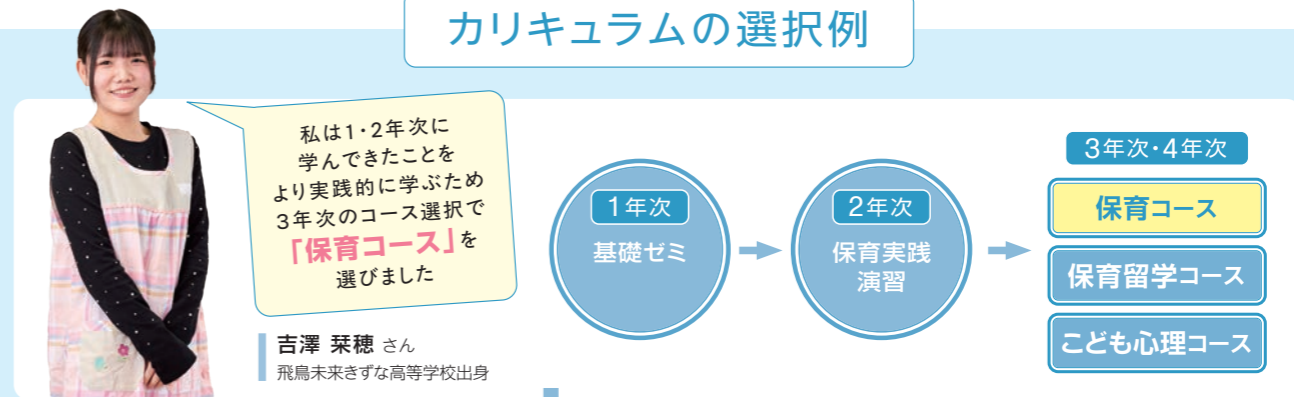 カリキュラムの選択例
私は1・2年次に
学んできたことを
より実践的に学ぶため
3年次のコース選択で
「保育コース」を
選びました
吉澤 栞穂 さん
飛鳥未来きずな高等学校出身
1年次
基礎ゼミ
2年次
保育実践
演習
3年次・4年次
保育コース
保育留学コース
こども心理コース